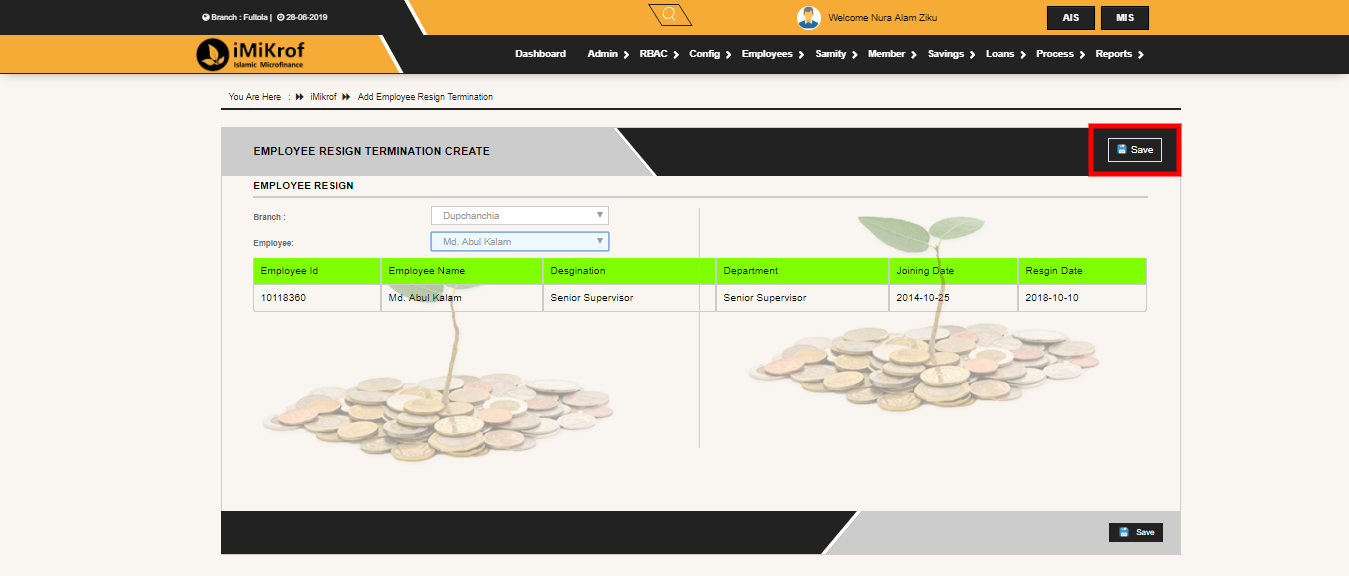 Branch : Fultola | 28-06-2019
Welcome Nura Alam Ziku
AIS
MIS
iMiKrof
Islamic Microfinance
Dashboard Admin RBAC Config Employees Samity Member Savings Loans Process Reports
You Are Here : iMikrof Add Employee Resign Termination
EMPLOYEE RESIGN TERMINATION CREATE
Save
EMPLOYEE RESIGN
Branch : Dupchanchia
Employee: Md. Abul Kalam
Employee Id Employee Name Desgination Department Joining Date Resgin Date
10118360 Md. Abul Kalam Senior Supervisor Senior Supervisor 2014-10-25 2018-10-10
Save